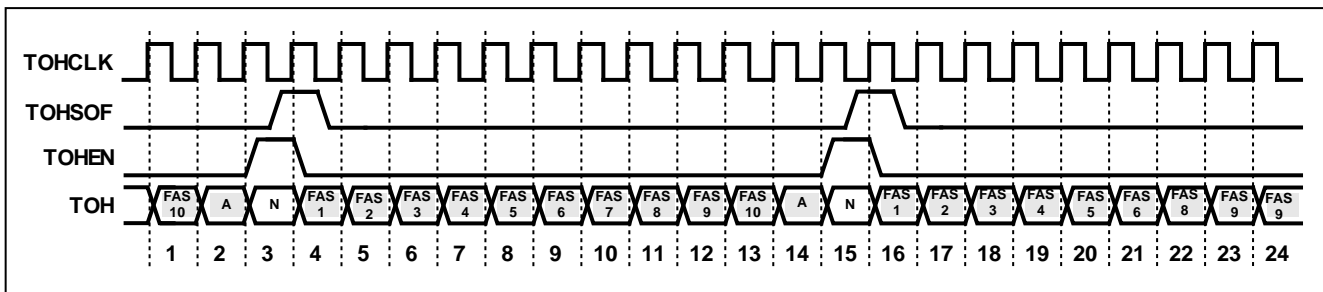 TOHCLK
TOHSOF
TOHEN
TOH FAS 10 A N FAS 1 FAS 2 FAS 3 FAS 4 FAS 5 FAS 6 FAS 7 FAS 8 FAS 9 FAS 10 A N FAS 1 FAS 2 FAS 3 FAS 4 FAS 5 FAS 6 FAS 8 FAS 9 FAS 9
1 2 3 4 5 6 7 8 9 10 11 12 13 14 15 16 17 18 19 20 21 22 23 24